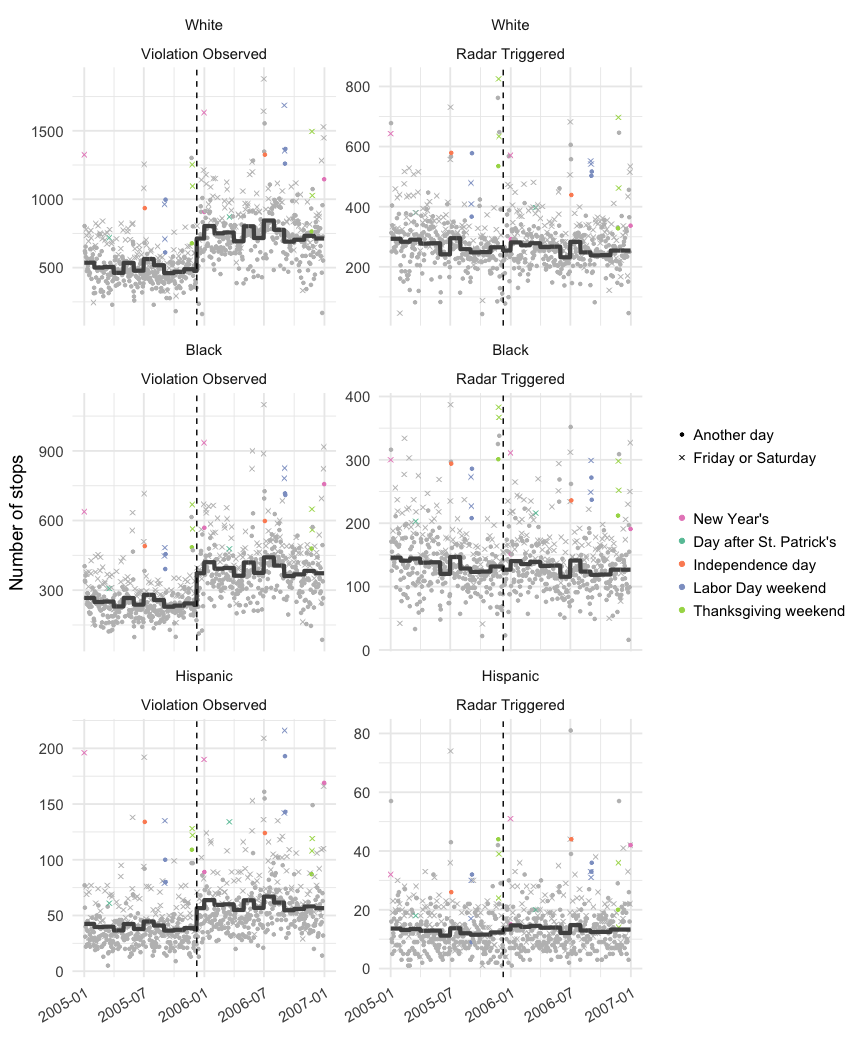 White
White
Violation Observed
Radar Triggered
1500
1000
500
800
600
400
200
Black
Black
Violation Observed
Radar Triggered
900
600
300
400
300
200
100
0
Hispanic
Hispanic
Violation Observed
Radar Triggered
200
150
100
50
0
80
60
40
20
0
2005-01
2005-07
2006-01
2006-07
2007-01
2005-01
2005-07
2006-01
2006-07
2007-01
Number of stops
Another day
Friday or Saturday
New Year's
Day after St. Patrick's
Independence day
Labor Day weekend
Thanksgiving weekend